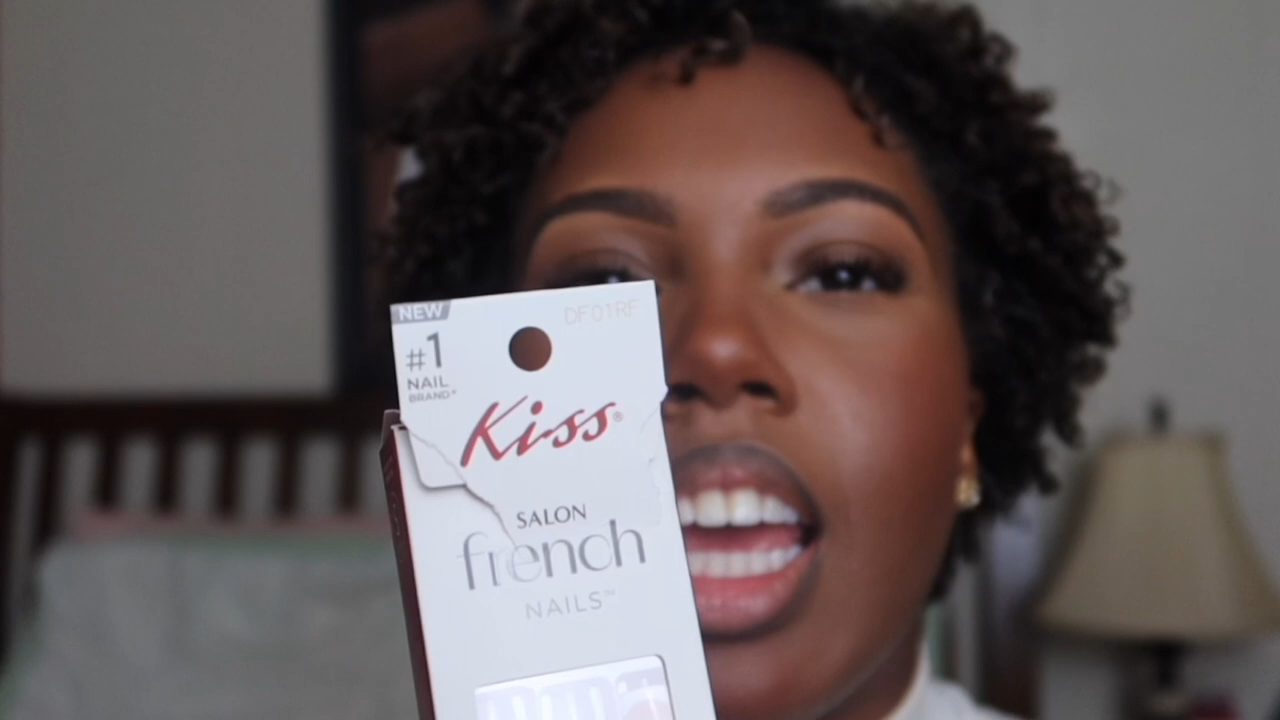 NEW
DF01RF
#1
NAIL
BRAND*
Kiss®
SALON
french
NAILS™